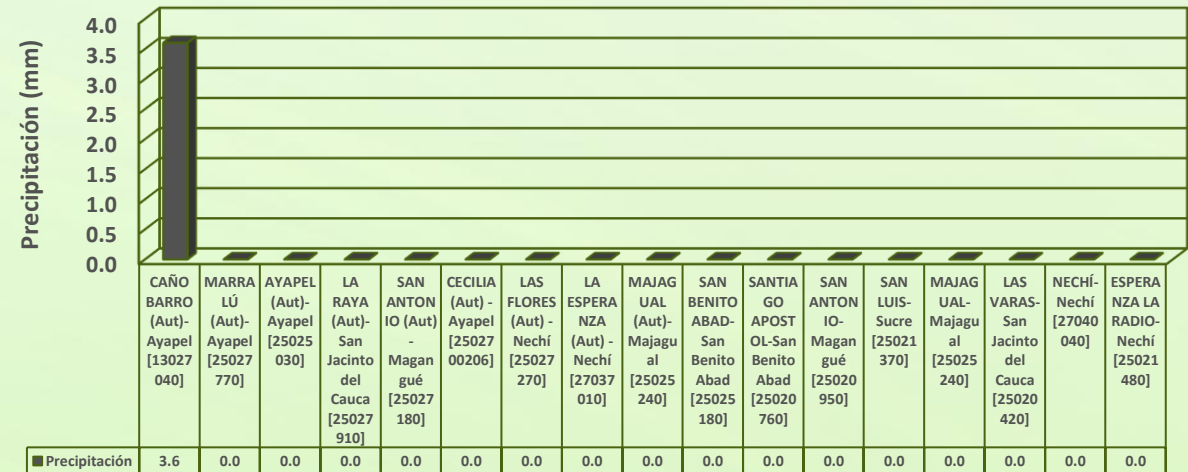 Precipitación (mm)
4.0
3.5
3.0
2.5
2.0
1.5
1.0
0.5
0.0
CAÑO
BARRO
(Aut)-
Ayapel
[13027
040]
MARRA
LÚ
(Aut)-
Ayapel
[25027
770]
AYAPEL
(Aut)-
Ayapel
[25025
030]
LA
RAYA
(Aut)-
San
Jacinto
del
Cauca
[25027
910]
SAN
ANTON
IO (Aut)
-
Magan
gué
[25027
180]
CECILIA
(Aut) -
Ayapel
[25027
00206]
LAS
FLORES
(Aut) -
Nechí
[25027
270]
LA
ESPERA
NZA
(Aut) -
Nechí
[27037
010]
MAJAG
UAL
(Aut)-
Majagu
al
[25025
240]
SAN
BENITO
ABAD-
San
Benito
Abad
[25025
180]
SANTIA
GO
APOST
OL-San
Benito
Abad
[25020
760]
SAN
ANTON
IO-
Magan
gué
[25020
950]
SAN
LUIS-
Sucre
[25021
370]
MAJAG
UAL-
Majagu
al
[25025
240]
LAS
VARAS-
San
Jacinto
del
Cauca
[25020
420]
NECHÍ-
Nechí
[27040
040]
ESPERA
NZA LA
RADIO-
Nechí
[25021
480]
Precipitación 3.6 0.0 0.0 0.0 0.0 0.0 0.0 0.0 0.0 0.0 0.0 0.0 0.0 0.0 0.0 0.0 0.0